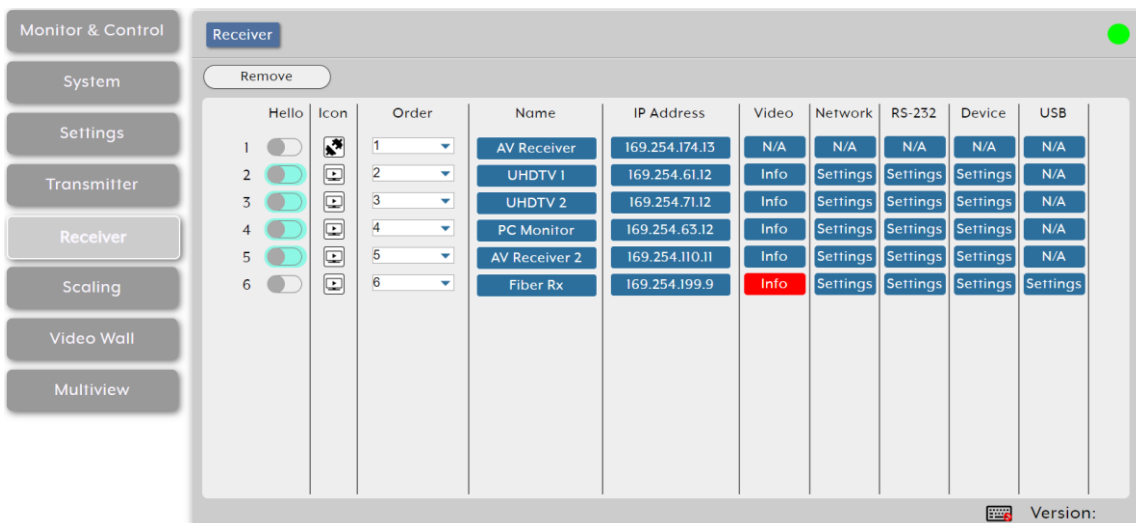 Monitor & Control
System
Settings
Transmitter
Receiver
Scaling
Video Wall
Multiview
Receiver
Remove
Hello Icon Order Name IP Address Video Network RS-232 Device USB
1 1 AV Receiver 169.254.174.13 N/A N/A N/A N/A N/A
2 2 UHDTV 1 169.254.61.12 Info Settings Settings Settings N/A
3 3 UHDTV 2 169.254.71.12 Info Settings Settings Settings N/A
4 4 PC Monitor 169.254.63.12 Info Settings Settings Settings N/A
5 5 AV Receiver 2 169.254.110.11 Info Settings Settings Settings N/A
6 6 Fiber Rx 169.254.199.9 Info Settings Settings Settings Settings
Version: